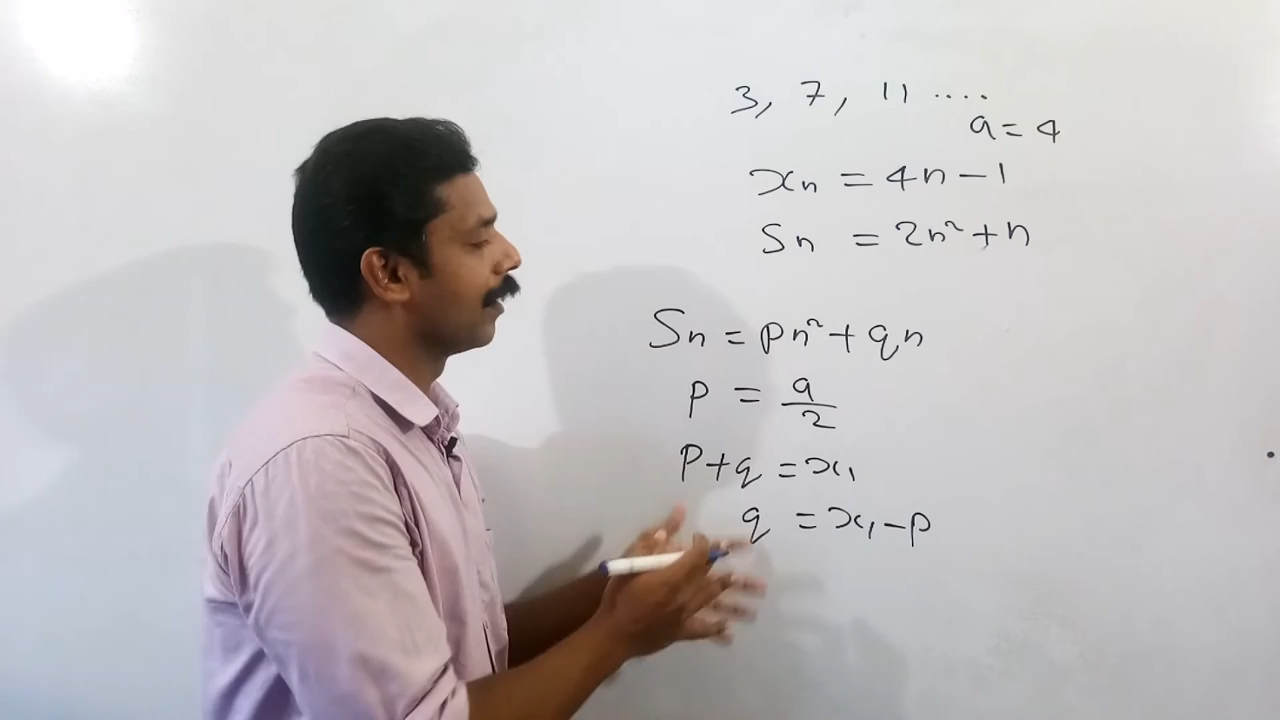 3, 7, 11 ....
a = 4
xn = 4n - 1
Sn = 2n² + n
Sn = pn² + qn
p = a/2
p + q = x₁
q = x₁ - p